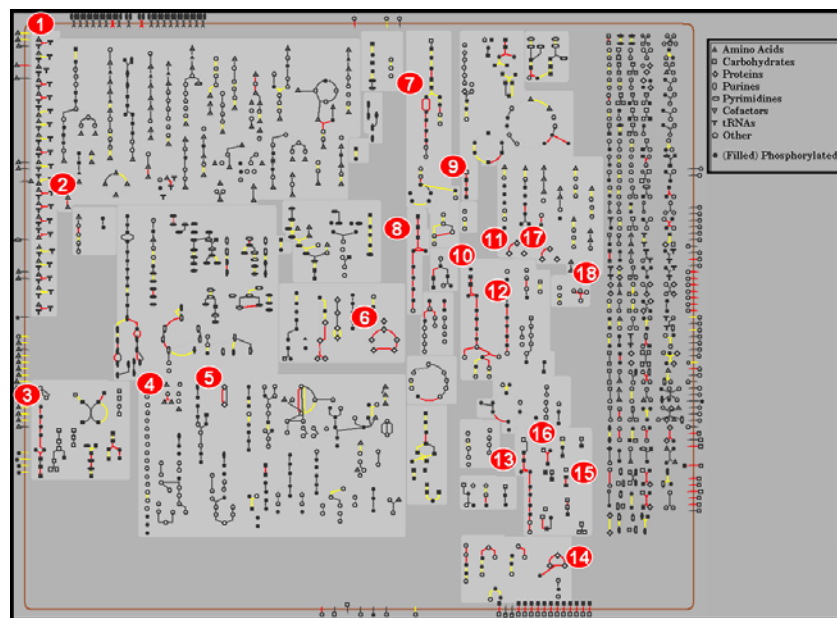 1
2
3
4
5
6
7
8
9
10
11
17
12
18
16
13
15
14
Amino Acids
Carbohydrates
Proteins
Purines
Pyrimidines
Cofactors
tRNAs
Other
(Filled) Phosphorylated